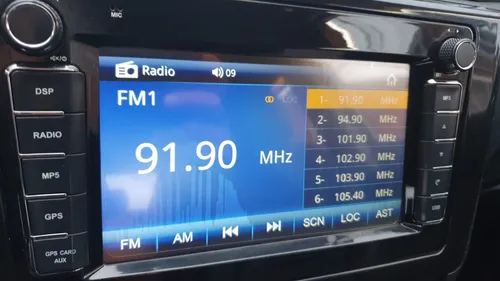 MIC
Radio 09
FM1
LOC
91.90 MHz
1- 91.90 MHz
2- 94.90 MHz
3- 101.90 MHz
4- 102.90 MHz
5- 103.90 MHz
6- 105.40 MHz
FM AM SCN LOC AST
DSP
RADIO
MP5
GPS
GPS CARD
AUX